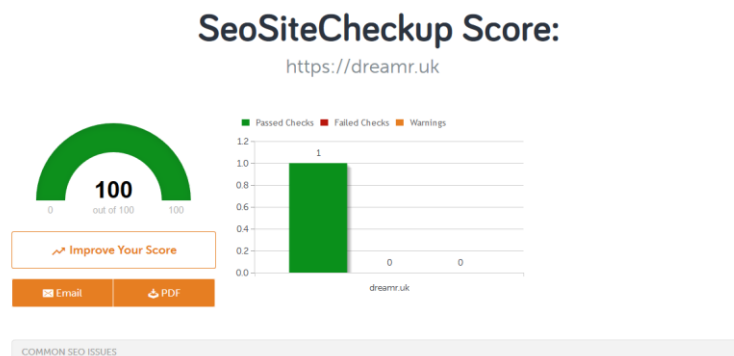 SeoSiteCheckup Score:
https://dreamr.uk
Passed Checks Failed Checks Warnings
100
0 out of 100 100
Improve Your Score
Email PDF
1.2
1.0
0.8
0.6
0.4
0.2
0.0
1 0 0
dreamr.uk
COMMON SEO ISSUES